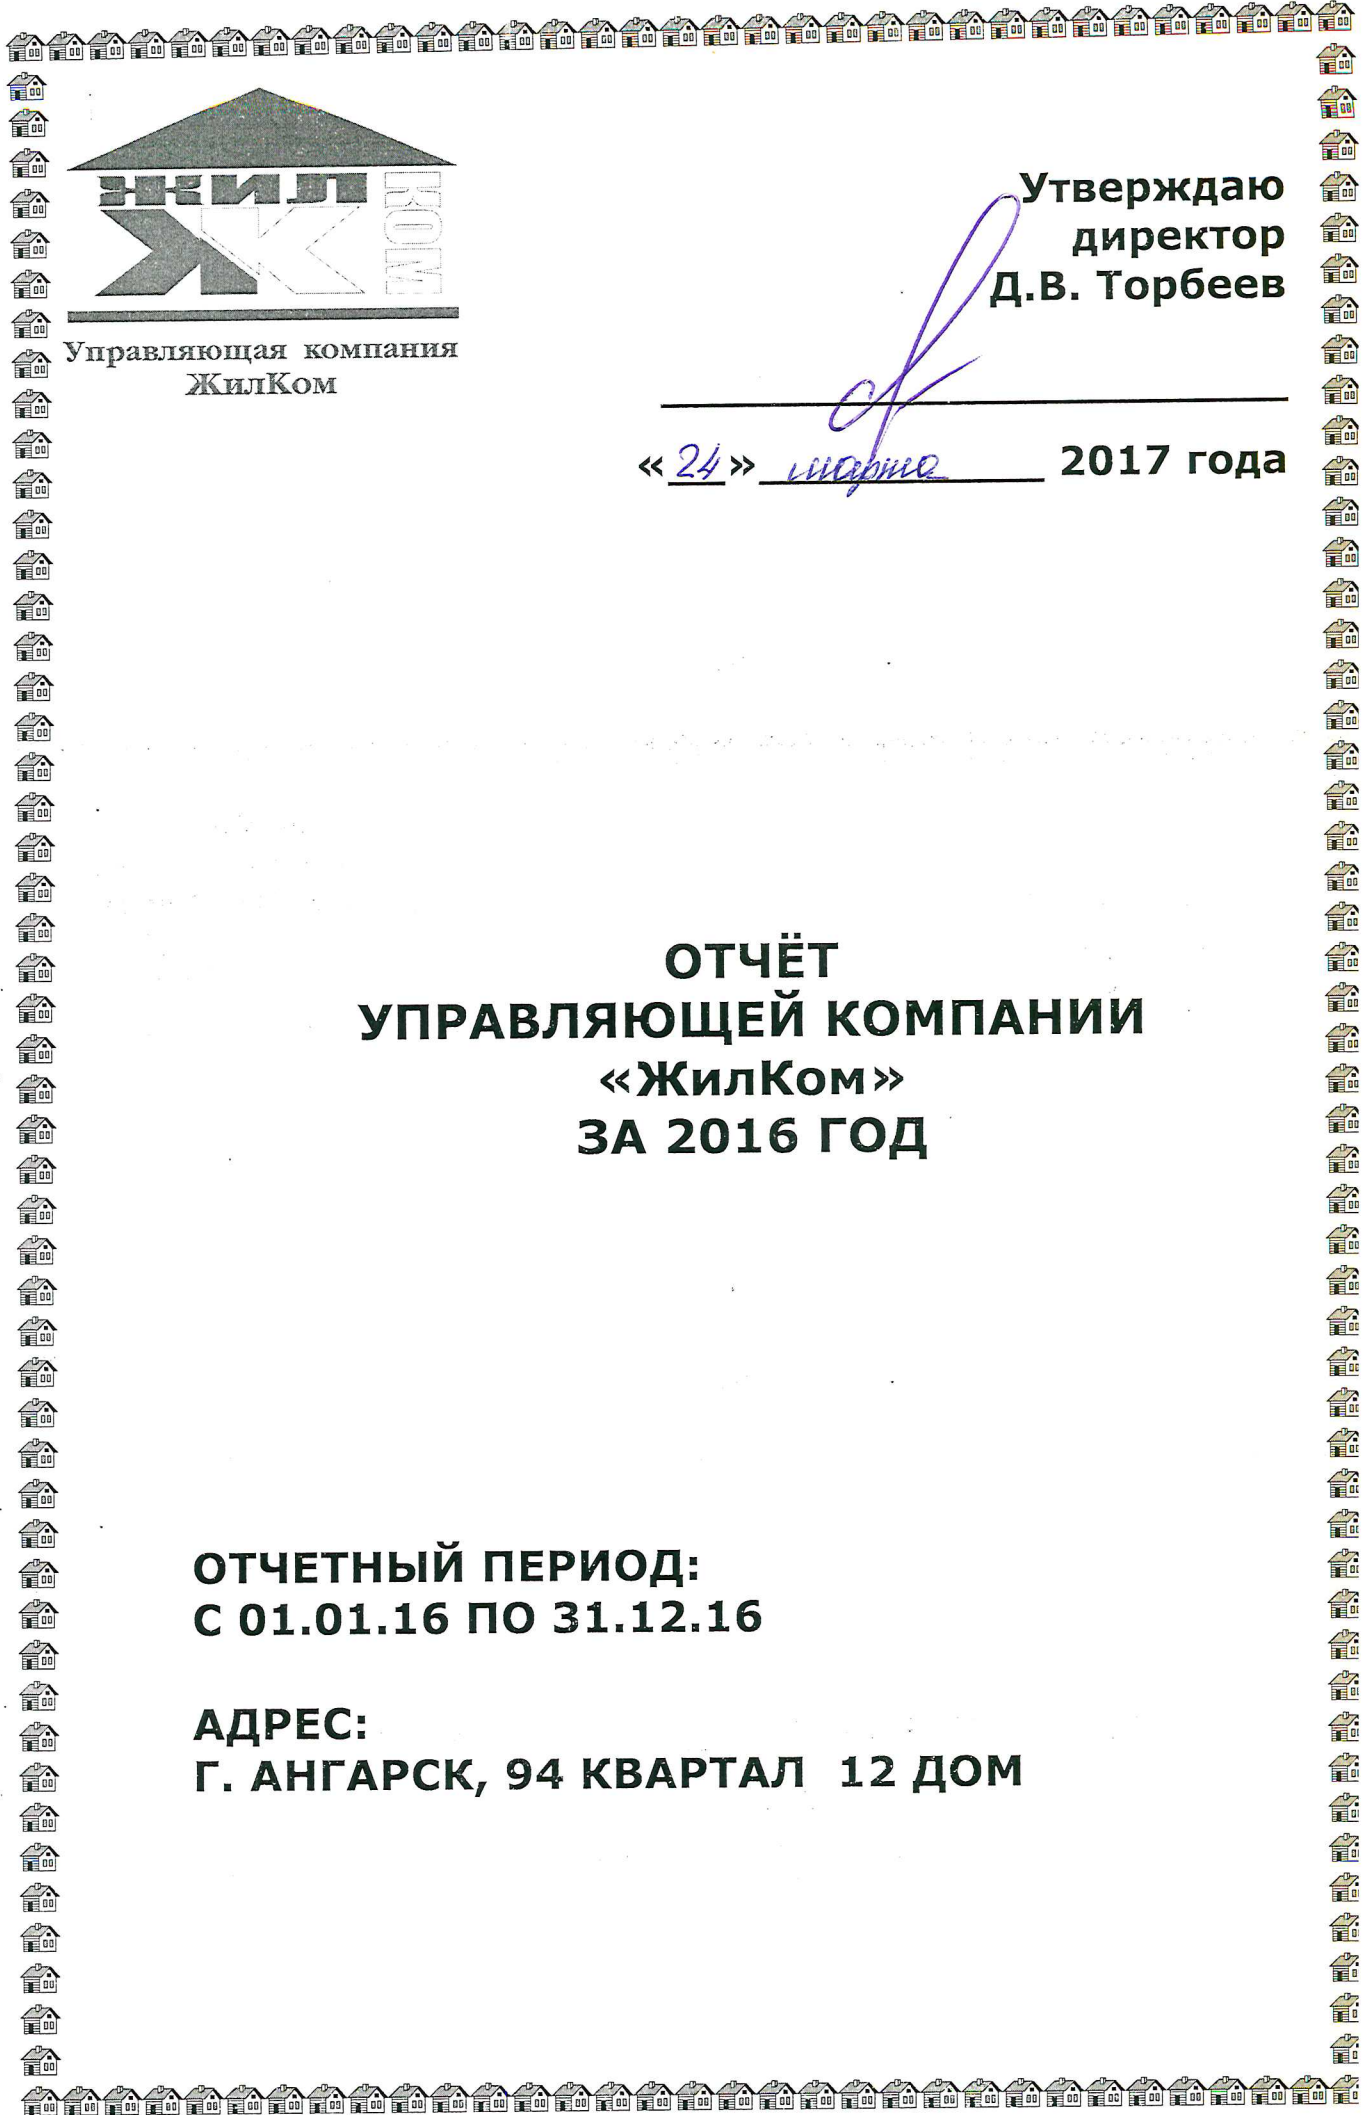 ЖИЛ
КОМ
ЖК
Управляющая компания
ЖилКом
Утверждаю
директор
Д.В. Торбеев
«24» марта 2017 года
ОТЧЁТ
УПРАВЛЯЮЩЕЙ КОМПАНИИ
«ЖилКом»
ЗА 2016 ГОД
ОТЧЕТНЫЙ ПЕРИОД:
С 01.01.16 ПО 31.12.16
АДРЕС:
Г. АНГАРСК, 94 КВАРТАЛ 12 ДОМ